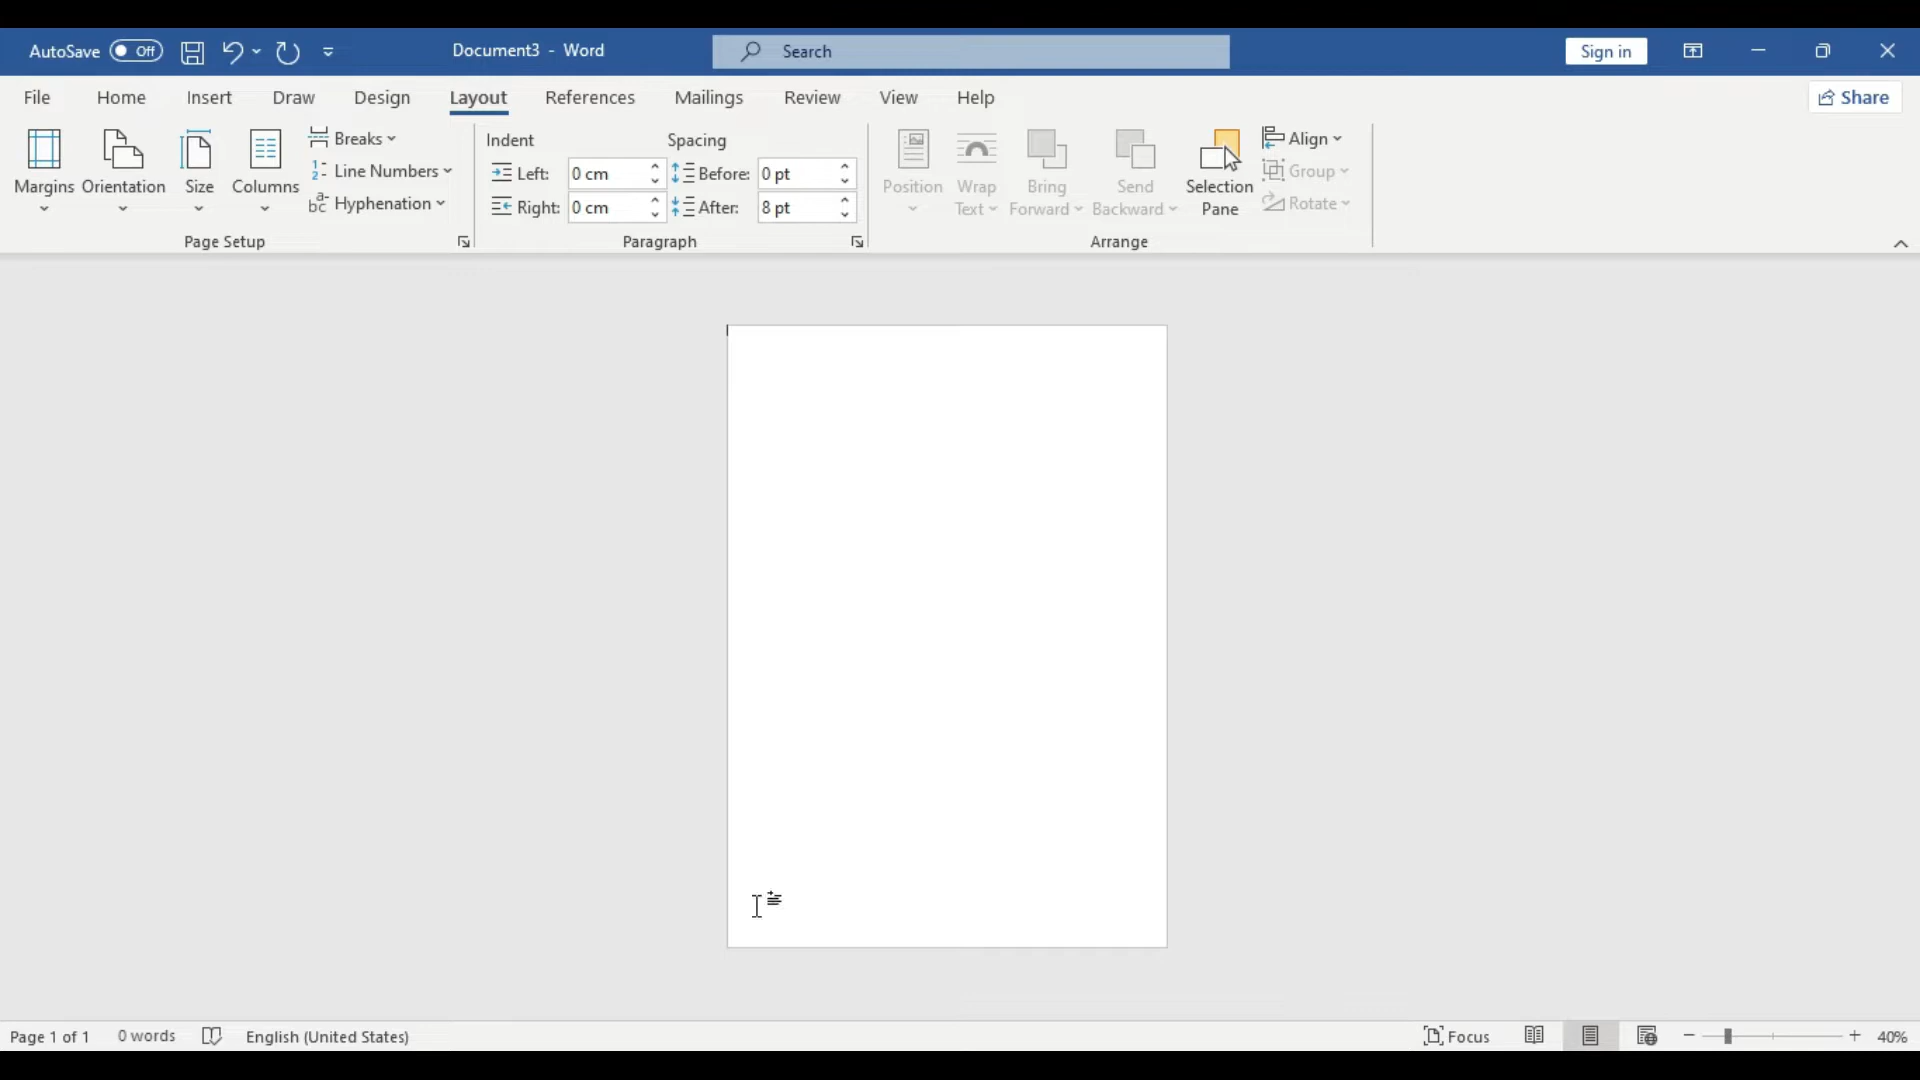 AutoSave Off Document3 - Word Search Sign in
File Home Insert Draw Design Layout References Mailings Review View Help Share
Margins Orientation Size Columns
Breaks
Line Numbers
Hyphenation
Page Setup
Indent Spacing
Left: 0 cm Before: 0 pt
Right: 0 cm After: 8 pt
Paragraph
Position Wrap Text Bring Forward Send Backward Selection Pane
Align
Group
Rotate
Arrange
Page 1 of 1 0 words English (United States) Focus 40%